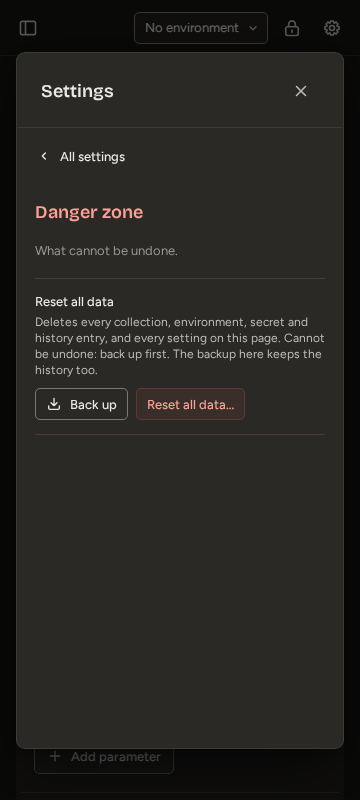 No environment
Settings
All settings
Danger zone
What cannot be undone.
Reset all data
Deletes every collection, environment, secret and
history entry, and every setting on this page. Cannot
be undone: back up first. The backup here keeps the
history too.
Back up
Reset all data...
Add parameter